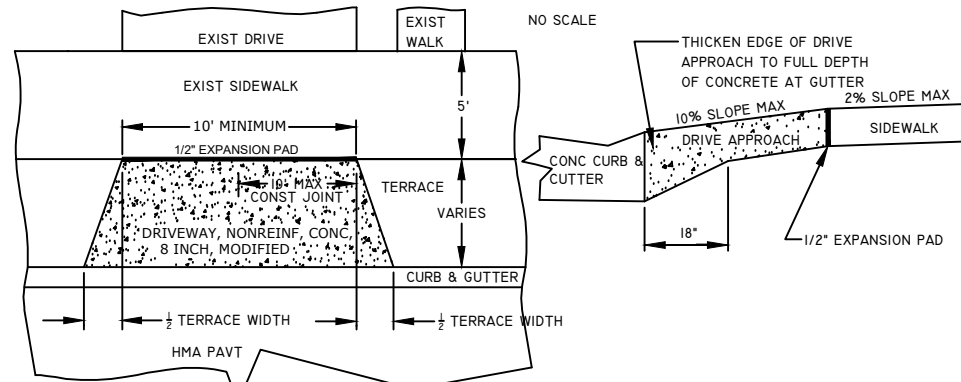 EXIST DRIVE
EXIST
WALK
NO SCALE
EXIST SIDEWALK
5'
10' MINIMUM
1/2" EXPANSION PAD
10' MAX
CONST JOINT
TERRACE
VARIES
DRIVEWAY, NONREINF, CONC,
8 INCH, MODIFIED
CURB & GUTTER
½ TERRACE WIDTH
½ TERRACE WIDTH
HMA PAVT
THICKEN EDGE OF DRIVE
APPROACH TO FULL DEPTH
OF CONCRETE AT GUTTER
10% SLOPE MAX
2% SLOPE MAX
DRIVE APPROACH
SIDEWALK
CONC CURB &
CUTTER
18"
1/2" EXPANSION PAD